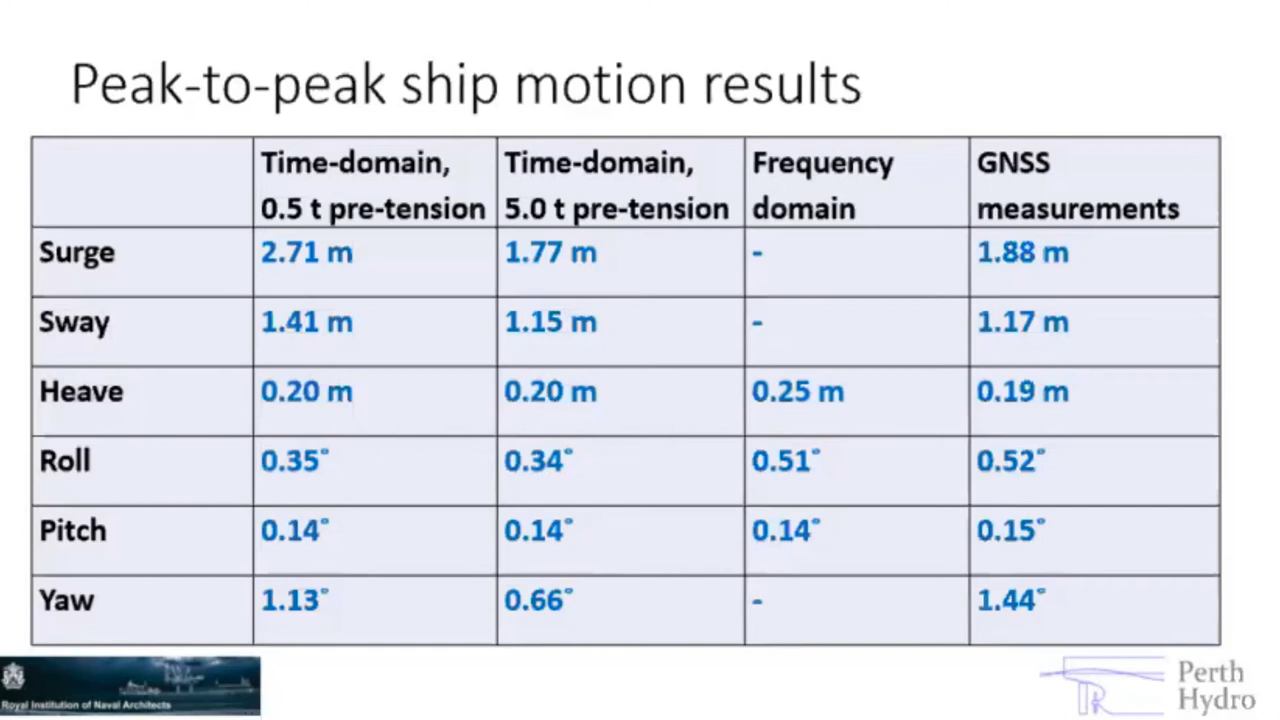 Peak-to-peak ship motion results
Time-domain, 0.5 t pre-tension Time-domain, 5.0 t pre-tension Frequency domain GNSS measurements
Surge 2.71 m 1.77 m - 1.88 m
Sway 1.41 m 1.15 m - 1.17 m
Heave 0.20 m 0.20 m 0.25 m 0.19 m
Roll 0.35° 0.34° 0.51° 0.52°
Pitch 0.14° 0.14° 0.14° 0.15°
Yaw 1.13° 0.66° - 1.44°
Royal Institution of Naval Architects
Perth
Hydro